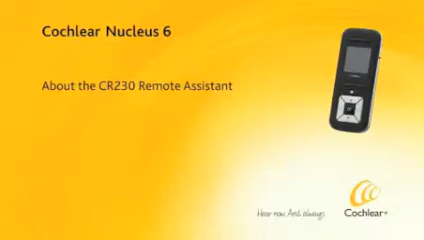 Cochlear Nucleus 6
About the CR230 Remote Assistant
Hear now. And always
Cochlear®